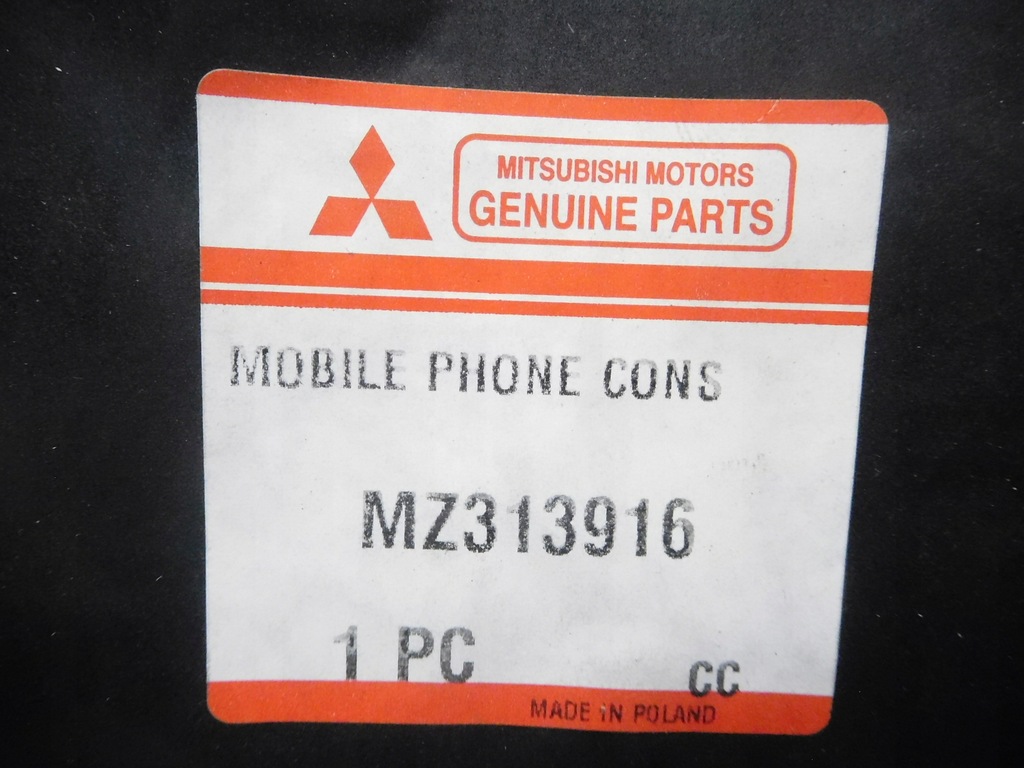 MITSUBISHI MOTORS
GENUINE PARTS
MOBILE PHONE CONS
MZ313916
1 PC
CC
MADE IN POLAND